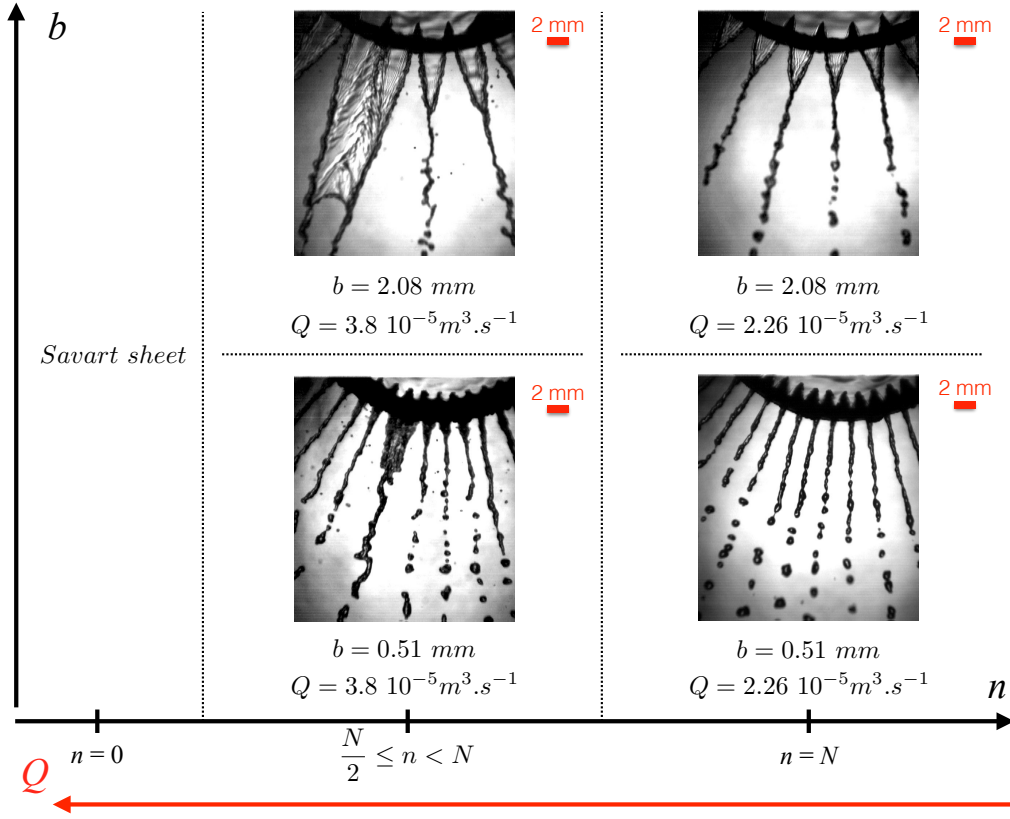 b
2 mm
2 mm
b = 2.08 mm
Q = 3.8 10^{-5}m^3.s^{-1}
b = 2.08 mm
Q = 2.26 10^{-5}m^3.s^{-1}
Savart sheet
2 mm
2 mm
b = 0.51 mm
Q = 3.8 10^{-5}m^3.s^{-1}
b = 0.51 mm
Q = 2.26 10^{-5}m^3.s^{-1}
n
n = 0
\frac{N}{2} ≤ n < N
n = N
Q